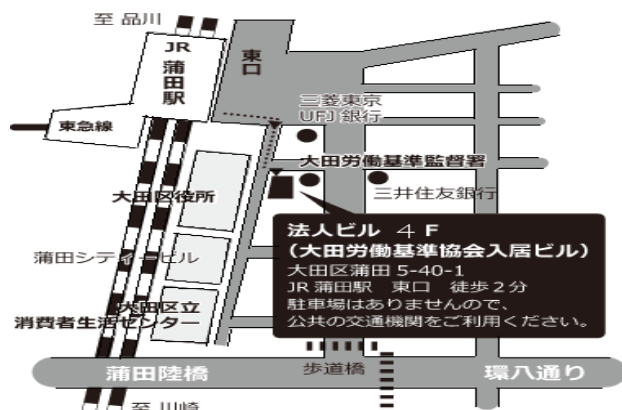 至 品川
JR
蒲田駅
東口
三菱東京
UFJ 銀行
東急線
大田労働基準監督署
大田区役所
三井住友銀行
法人ビル ４Ｆ
(大田労働基準協会入居ビル)
大田区蒲田 5-40-1
JR 蒲田駅 東口 徒歩２分
駐車場はありませんので、
公共の交通機関をご利用ください。
蒲田シティービル
大田区立
消費者生活センター
歩道橋
蒲田陸橋
環八通り
至 川崎